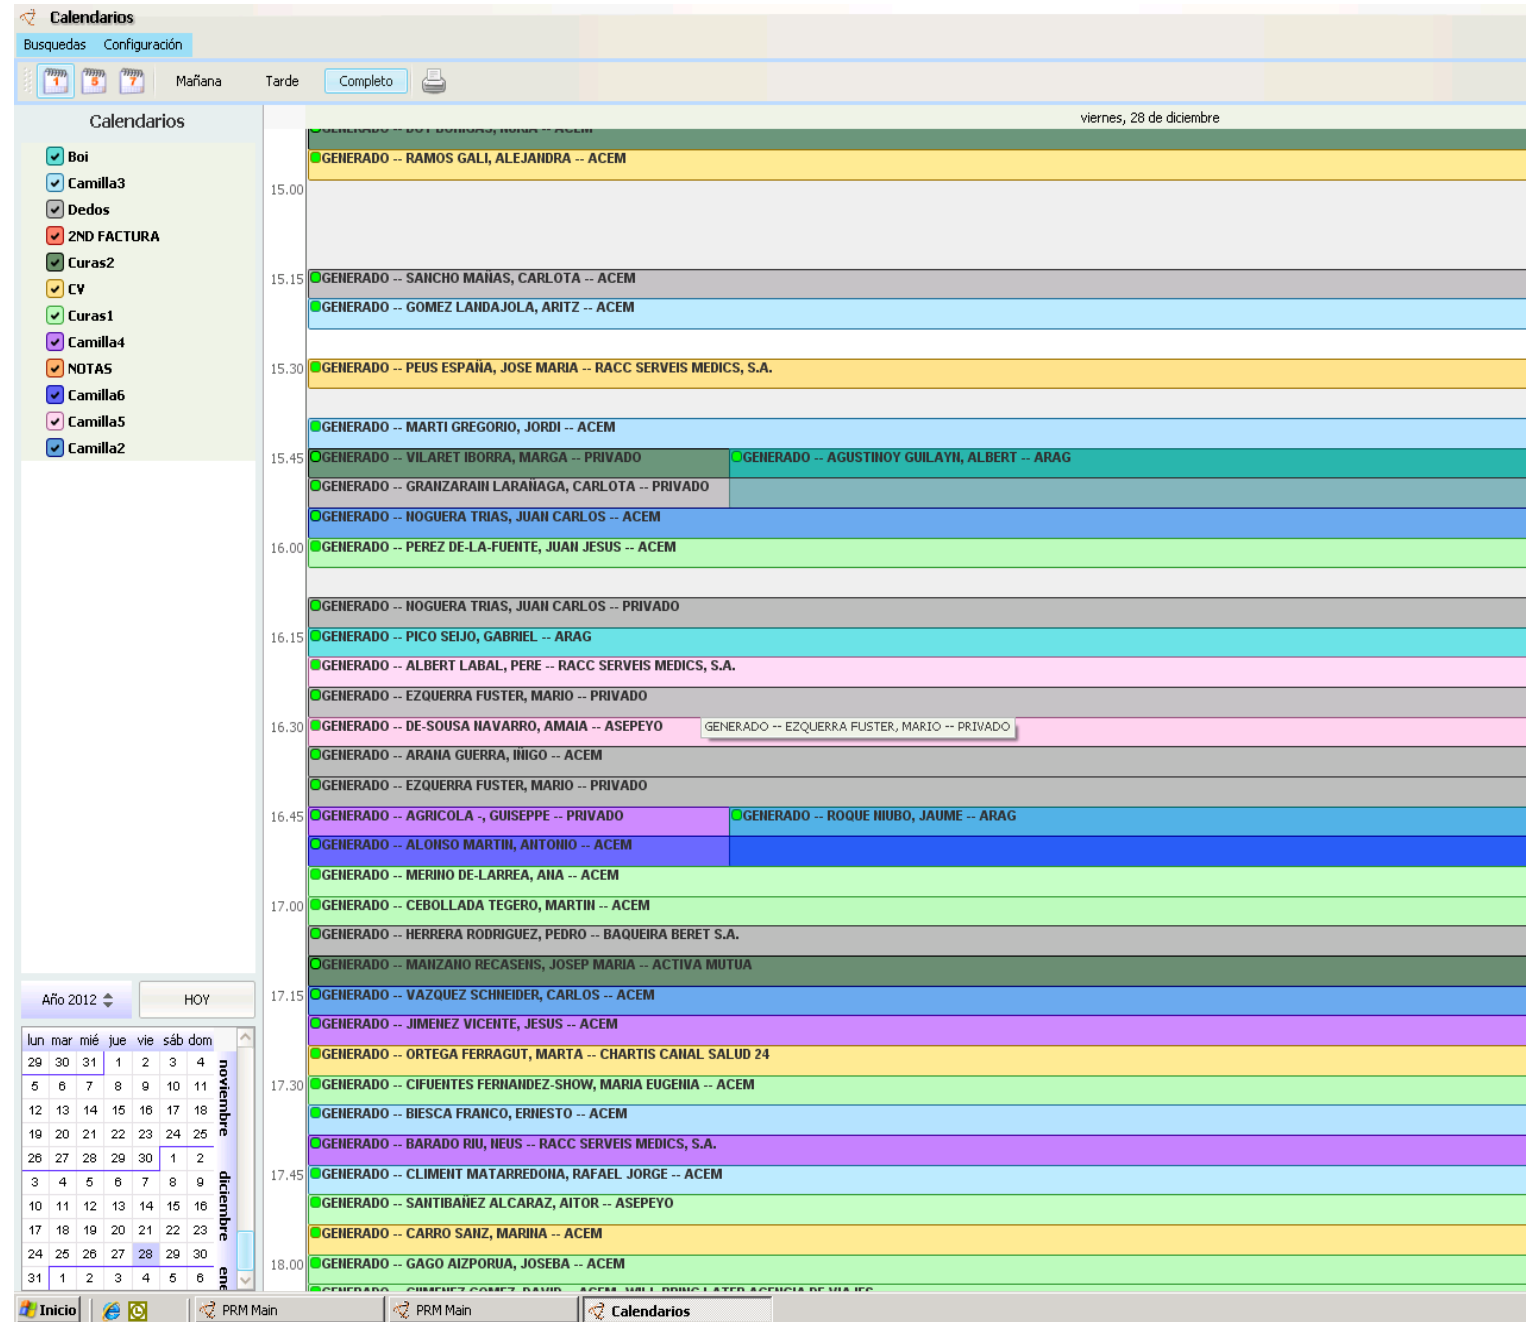 Calendarios
Busquedas Configuración
1 5 7 Mañana Tarde Completo
Calendarios
viernes, 28 de diciembre
Boi
Camilla3
Dedos
2ND FACTURA
Curas2
CV
Curas1
Camilla4
NOTAS
Camilla6
Camilla5
Camilla2
GENERADO -- RAMOS GALI, ALEJANDRA -- ACEM
15.00
15.15 GENERADO -- SANCHO MAÑAS, CARLOTA -- ACEM
GENERADO -- GOMEZ LANDAJOLA, ARITZ -- ACEM
15.30 GENERADO -- PEUS ESPAÑA, JOSE MARIA -- RACC SERVEIS MEDICS, S.A.
GENERADO -- MARTI GREGORIO, JORDI -- ACEM
15.45 GENERADO -- VILARET IBORRA, MARGA -- PRIVADO GENERADO -- AGUSTINOY GUILAYN, ALBERT -- ARAG
GENERADO -- GRANZARAIN LARAÑAGA, CARLOTA -- PRIVADO
GENERADO -- NOGUERA TRIAS, JUAN CARLOS -- ACEM
16.00 GENERADO -- PEREZ DE-LA-FUENTE, JUAN JESUS -- ACEM
GENERADO -- NOGUERA TRIAS, JUAN CARLOS -- PRIVADO
16.15 GENERADO -- PICO SEIJO, GABRIEL -- ARAG
GENERADO -- ALBERT LABAL, PERE -- RACC SERVEIS MEDICS, S.A.
GENERADO -- EZQUERRA FUSTER, MARIO -- PRIVADO
16.30 GENERADO -- DE-SOUSA NAVARRO, AMAIA -- ASEPEYO GENERADO -- EZQUERRA FUSTER, MARIO -- PRIVADO
GENERADO -- ARANA GUERRA, IÑIGO -- ACEM
GENERADO -- EZQUERRA FUSTER, MARIO -- PRIVADO
16.45 GENERADO -- AGRICOLA -, GUISEPPE -- PRIVADO GENERADO -- ROQUE NIUBO, JAUME -- ARAG
GENERADO -- ALONSO MARTIN, ANTONIO -- ACEM
GENERADO -- MERINO DE-LARREA, ANA -- ACEM
17.00 GENERADO -- CEBOLLADA TEGERO, MARTIN -- ACEM
GENERADO -- HERRERA RODRIGUEZ, PEDRO -- BAQUEIRA BERET S.A.
GENERADO -- MANZANO RECASENS, JOSEP MARIA -- ACTIVA MUTUA
17.15 GENERADO -- VAZQUEZ SCHNEIDER, CARLOS -- ACEM
GENERADO -- JIMENEZ VICENTE, JESUS -- ACEM
GENERADO -- ORTEGA FERRAGUT, MARTA -- CHARTIS CANAL SALUD 24
17.30 GENERADO -- CIFUENTES FERNANDEZ-SHOW, MARIA EUGENIA -- ACEM
GENERADO -- BIESCA FRANCO, ERNESTO -- ACEM
GENERADO -- BARADO RIU, NEUS -- RACC SERVEIS MEDICS, S.A.
17.45 GENERADO -- CLIMENT MATARREDONA, RAFAEL JORGE -- ACEM
GENERADO -- SANTIBAÑEZ ALCARAZ, AITOR -- ASEPEYO
GENERADO -- CARRO SANZ, MARINA -- ACEM
18.00 GENERADO -- GAGO AIZPORUA, JOSEBA -- ACEM
Año 2012 HOY
lun mar mié jue vie sáb dom
29 30 31 1 2 3 4
5 6 7 8 9 10 11
12 13 14 15 16 17 18
19 20 21 22 23 24 25
26 27 28 29 30 1 2
3 4 5 6 7 8 9
10 11 12 13 14 15 16
17 18 19 20 21 22 23
24 25 26 27 28 29 30
31 1 2 3 4 5 6
noviembre
diciembre
ene
Inicio PRM Main PRM Main Calendarios